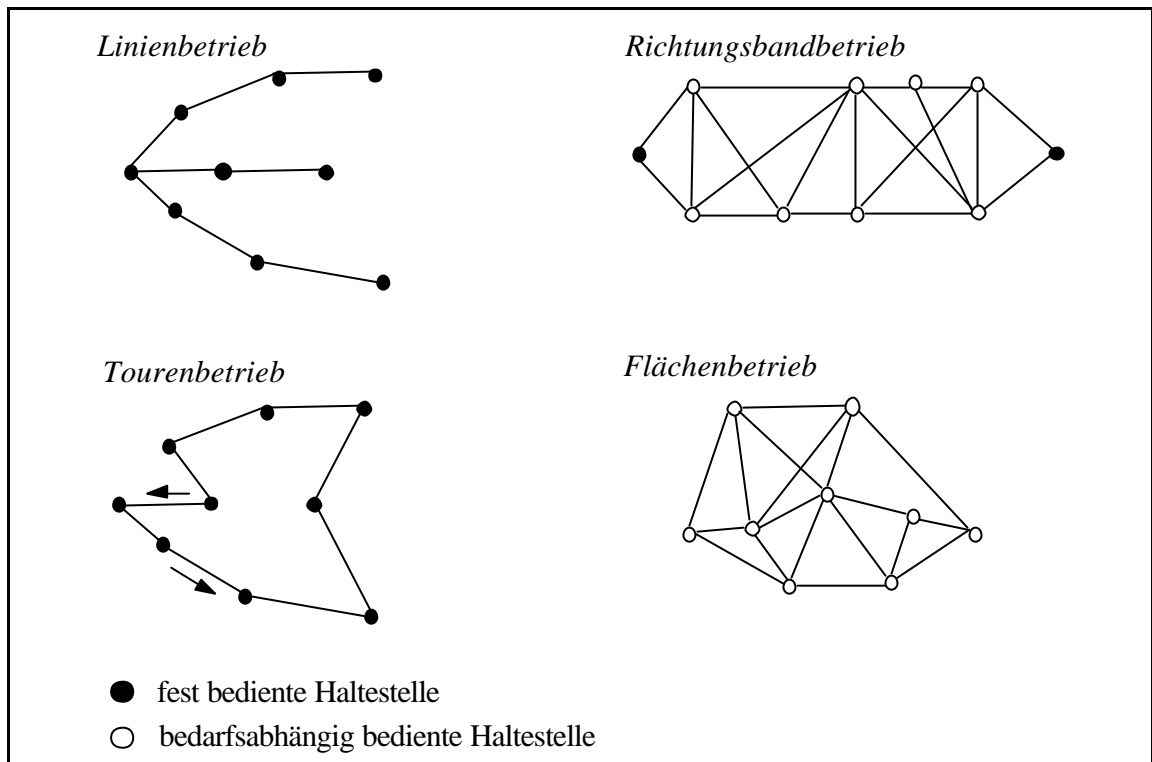 Linienbetrieb
Richtungsbandbetrieb
Tourenbetrieb
Flächenbetrieb
fest bediente Haltestelle
bedarfsabhängig bediente Haltestelle